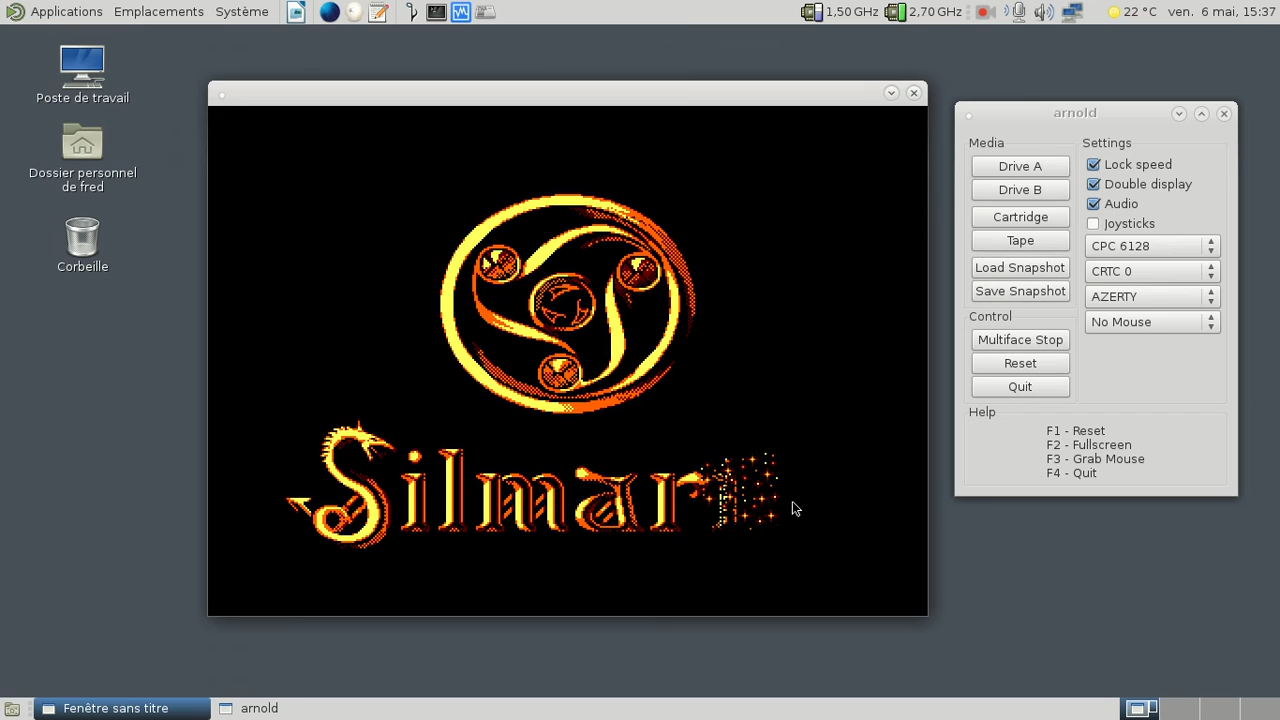 Applications Emplacements Système
1,50 GHz 2,70 GHz 22 °C ven. 6 mai, 15:37
Poste de travail
Dossier personnel
de fred
Corbeille
Silmar
arnold
Media
Drive A
Drive B
Cartridge
Tape
Load Snapshot
Save Snapshot
Control
Multiface Stop
Reset
Quit
Settings
Lock speed
Double display
Audio
Joysticks
CPC 6128
CRTC 0
AZERTY
No Mouse
Help
F1 - Reset
F2 - Fullscreen
F3 - Grab Mouse
F4 - Quit
Fenêtre sans titre
arnold